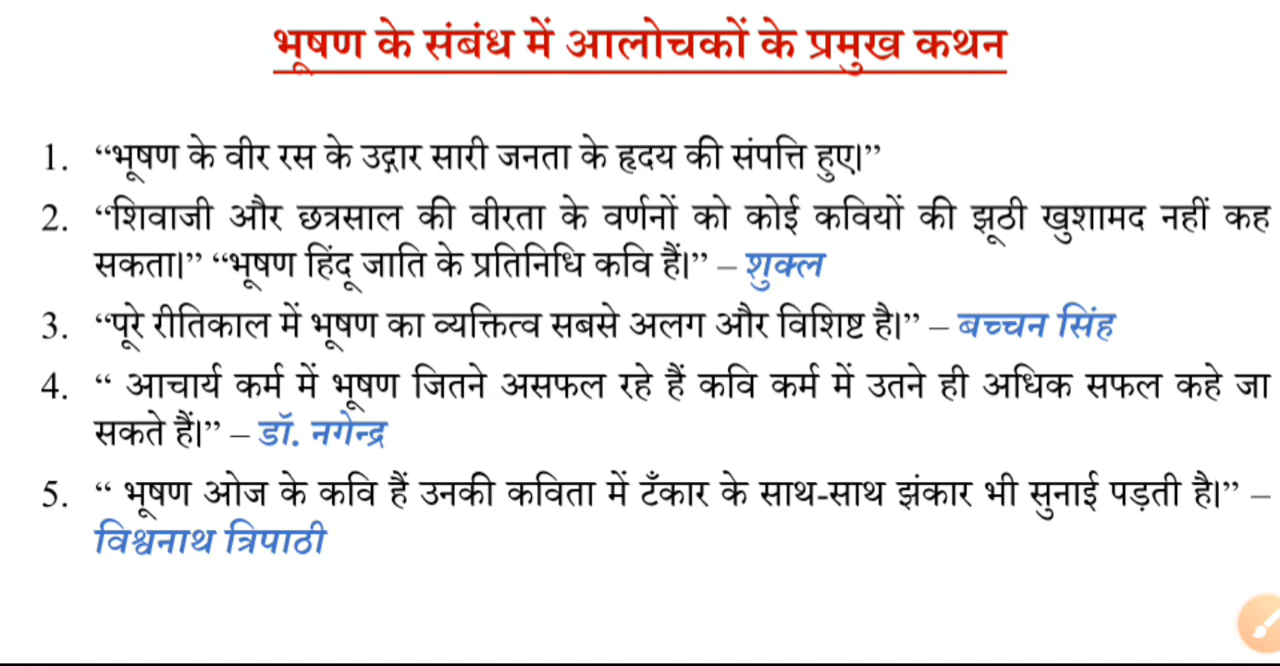 भूषण के संबंध में आलोचकों के प्रमुख कथन
1. “भूषण के वीर रस के उद्गार सारी जनता के हृदय की संपत्ति हुए।”
2. “शिवाजी और छत्रसाल की वीरता के वर्णनों को कोई कवियों की झूठी खुशामद नहीं कह
सकता।” “भूषण हिंदू जाति के प्रतिनिधि कवि हैं।” – शुक्ल
3. “पूरे रीतिकाल में भूषण का व्यक्तित्व सबसे अलग और विशिष्ट है।” – बच्चन सिंह
4. “ आचार्य कर्म में भूषण जितने असफल रहे हैं कवि कर्म में उतने ही अधिक सफल कहे जा
सकते हैं।” – डॉ. नगेन्द्र
5. “ भूषण ओज के कवि हैं उनकी कविता में टँकार के साथ-साथ झंकार भी सुनाई पड़ती है।” –
विश्वनाथ त्रिपाठी